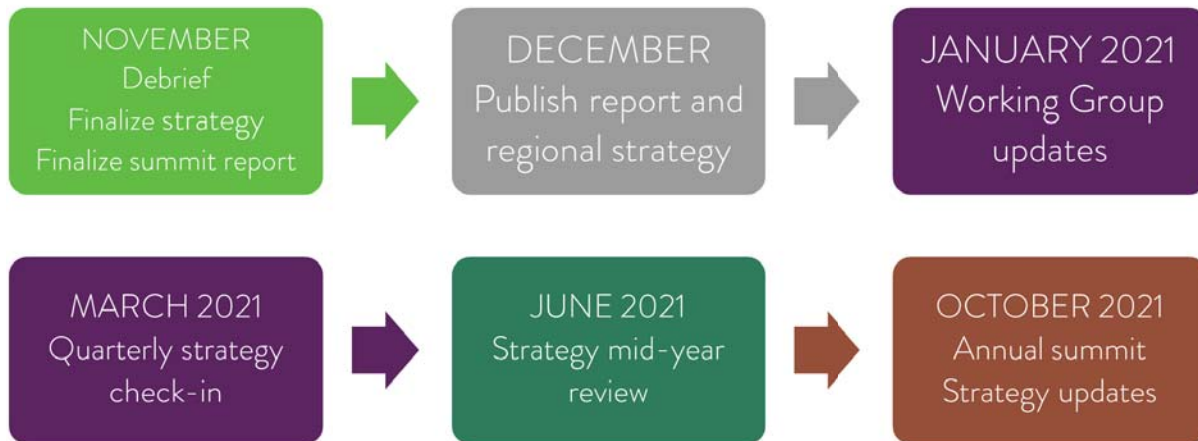 NOVEMBER
Debrief
Finalize strategy
Finalize summit report
DECEMBER
Publish report and
regional strategy
JANUARY 2021
Working Group
updates
MARCH 2021
Quarterly strategy
check-in
JUNE 2021
Strategy mid-year
review
OCTOBER 2021
Annual summit
Strategy updates